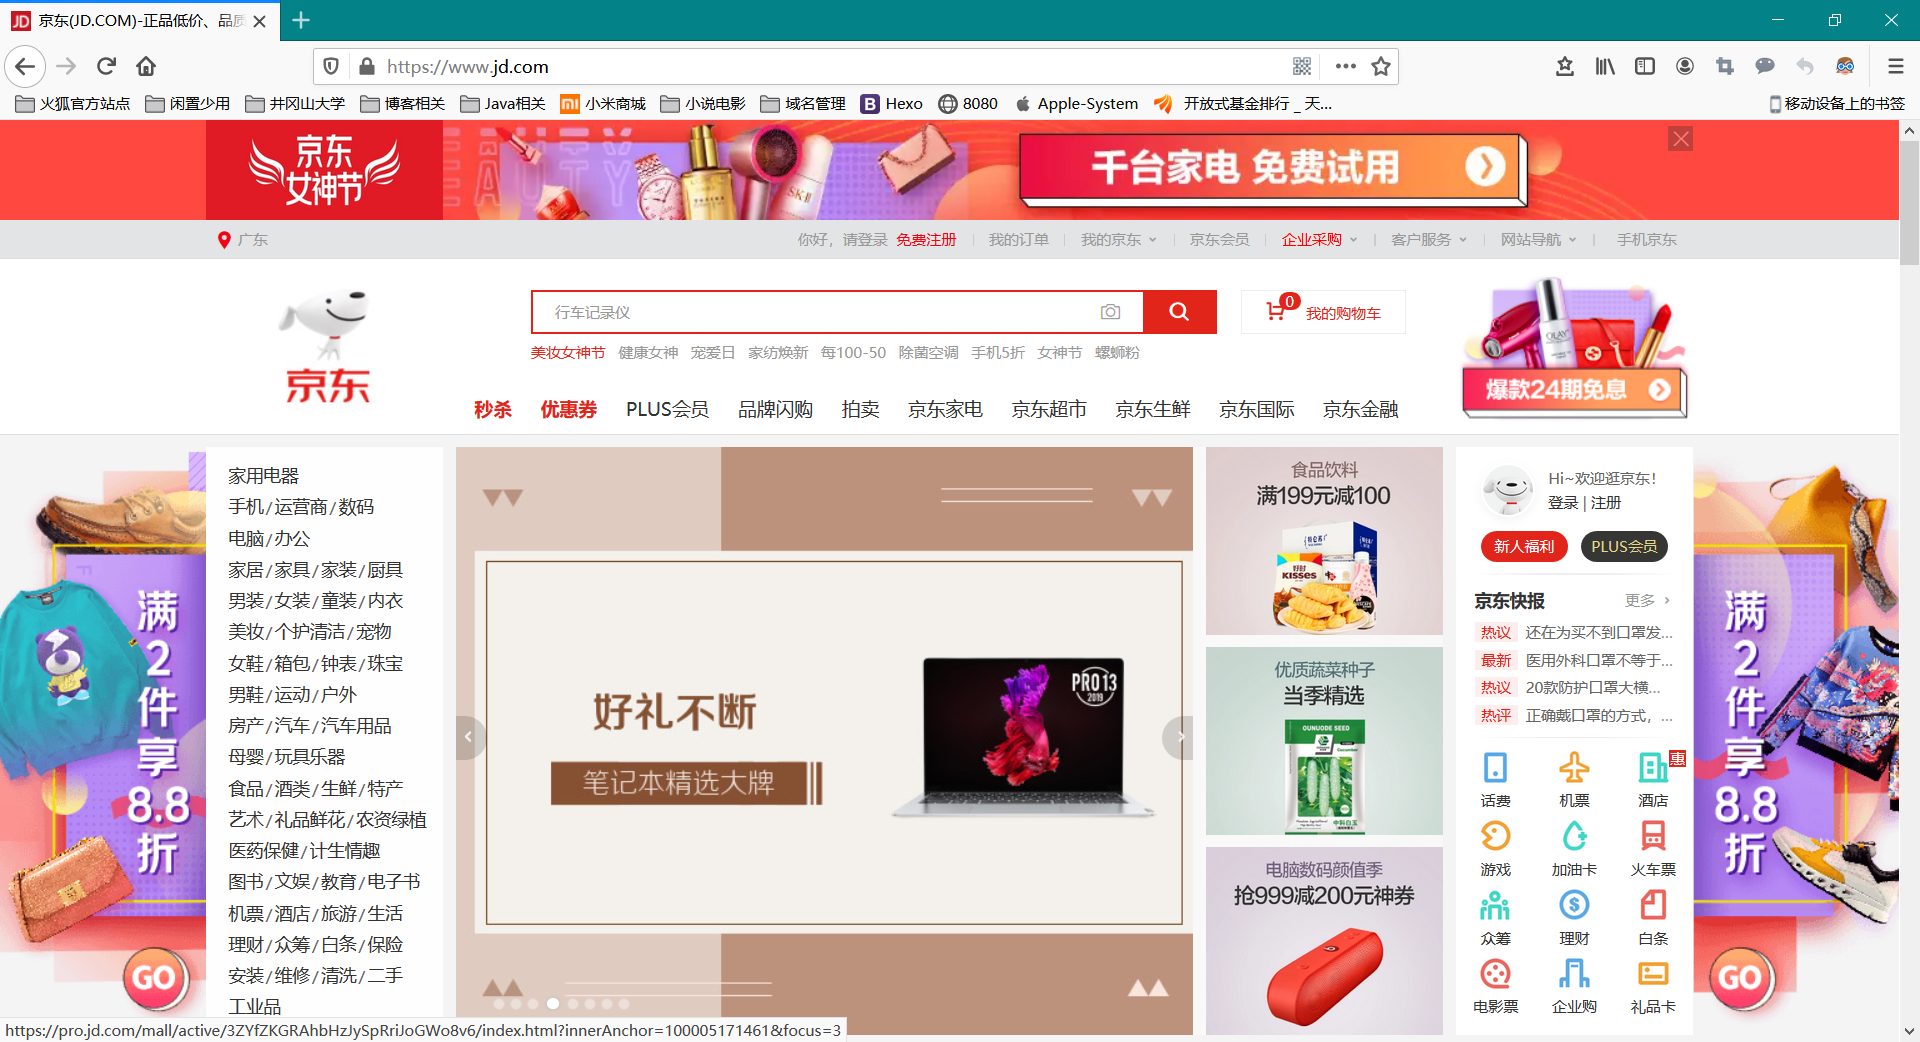 JD 京东(JD.COM)-正品低价、品质
https://www.jd.com
火狐官方站点 闲置少用 井冈山大学 博客相关 Java相关 小米商城 小说电影 域名管理 Hexo 8080 Apple-System 开放式基金排行 _ 天... 移动设备上的书签
京东
女神节
BEAUTY
SK-II
千台家电 免费试用
广东 你好，请登录 免费注册 我的订单 我的京东 京东会员 企业采购 客户服务 网站导航 手机京东
京东
行车记录仪
0 我的购物车
美妆女神节 健康女神 宠爱日 家纺焕新 每100-50 除菌空调 手机5折 女神节 螺蛳粉
秒杀 优惠券 PLUS会员 品牌闪购 拍卖 京东家电 京东超市 京东生鲜 京东国际 京东金融
OLAY
爆款24期免息
满2件享8.8折
GO
家用电器
手机/运营商/数码
电脑/办公
家居/家具/家装/厨具
男装/女装/童装/内衣
美妆/个护清洁/宠物
女鞋/箱包/钟表/珠宝
男鞋/运动/户外
房产/汽车/汽车用品
母婴/玩具乐器
食品/酒类/生鲜/特产
艺术/礼品鲜花/农资绿植
医药保健/计生情趣
图书/文娱/教育/电子书
机票/酒店/旅游/生活
理财/众筹/白条/保险
安装/维修/清洗/二手
工业品
好礼不断
笔记本精选大牌
PRO 13
2019
食品饮料
满199元减100
KISSES
优质蔬菜种子
当季精选
GUNUODE SEED
电脑数码颜值季
抢999减200元神券
Hi~欢迎逛京东!
登录 | 注册
新人福利 PLUS会员
京东快报 更多
热议 还在为买不到口罩发...
最新 医用外科口罩不等于...
热议 20款防护口罩大横...
热评 正确戴口罩的方式，...
惠
话费 机票 酒店
游戏 加油卡 火车票
众筹 理财 白条
电影票 企业购 礼品卡
满2件享8.8折
GO
https://pro.jd.com/mall/active/3ZYfZKGRAhbHzJySpRriJoGWo8v6/index.html?innerAnchor=100005171461&focus=3